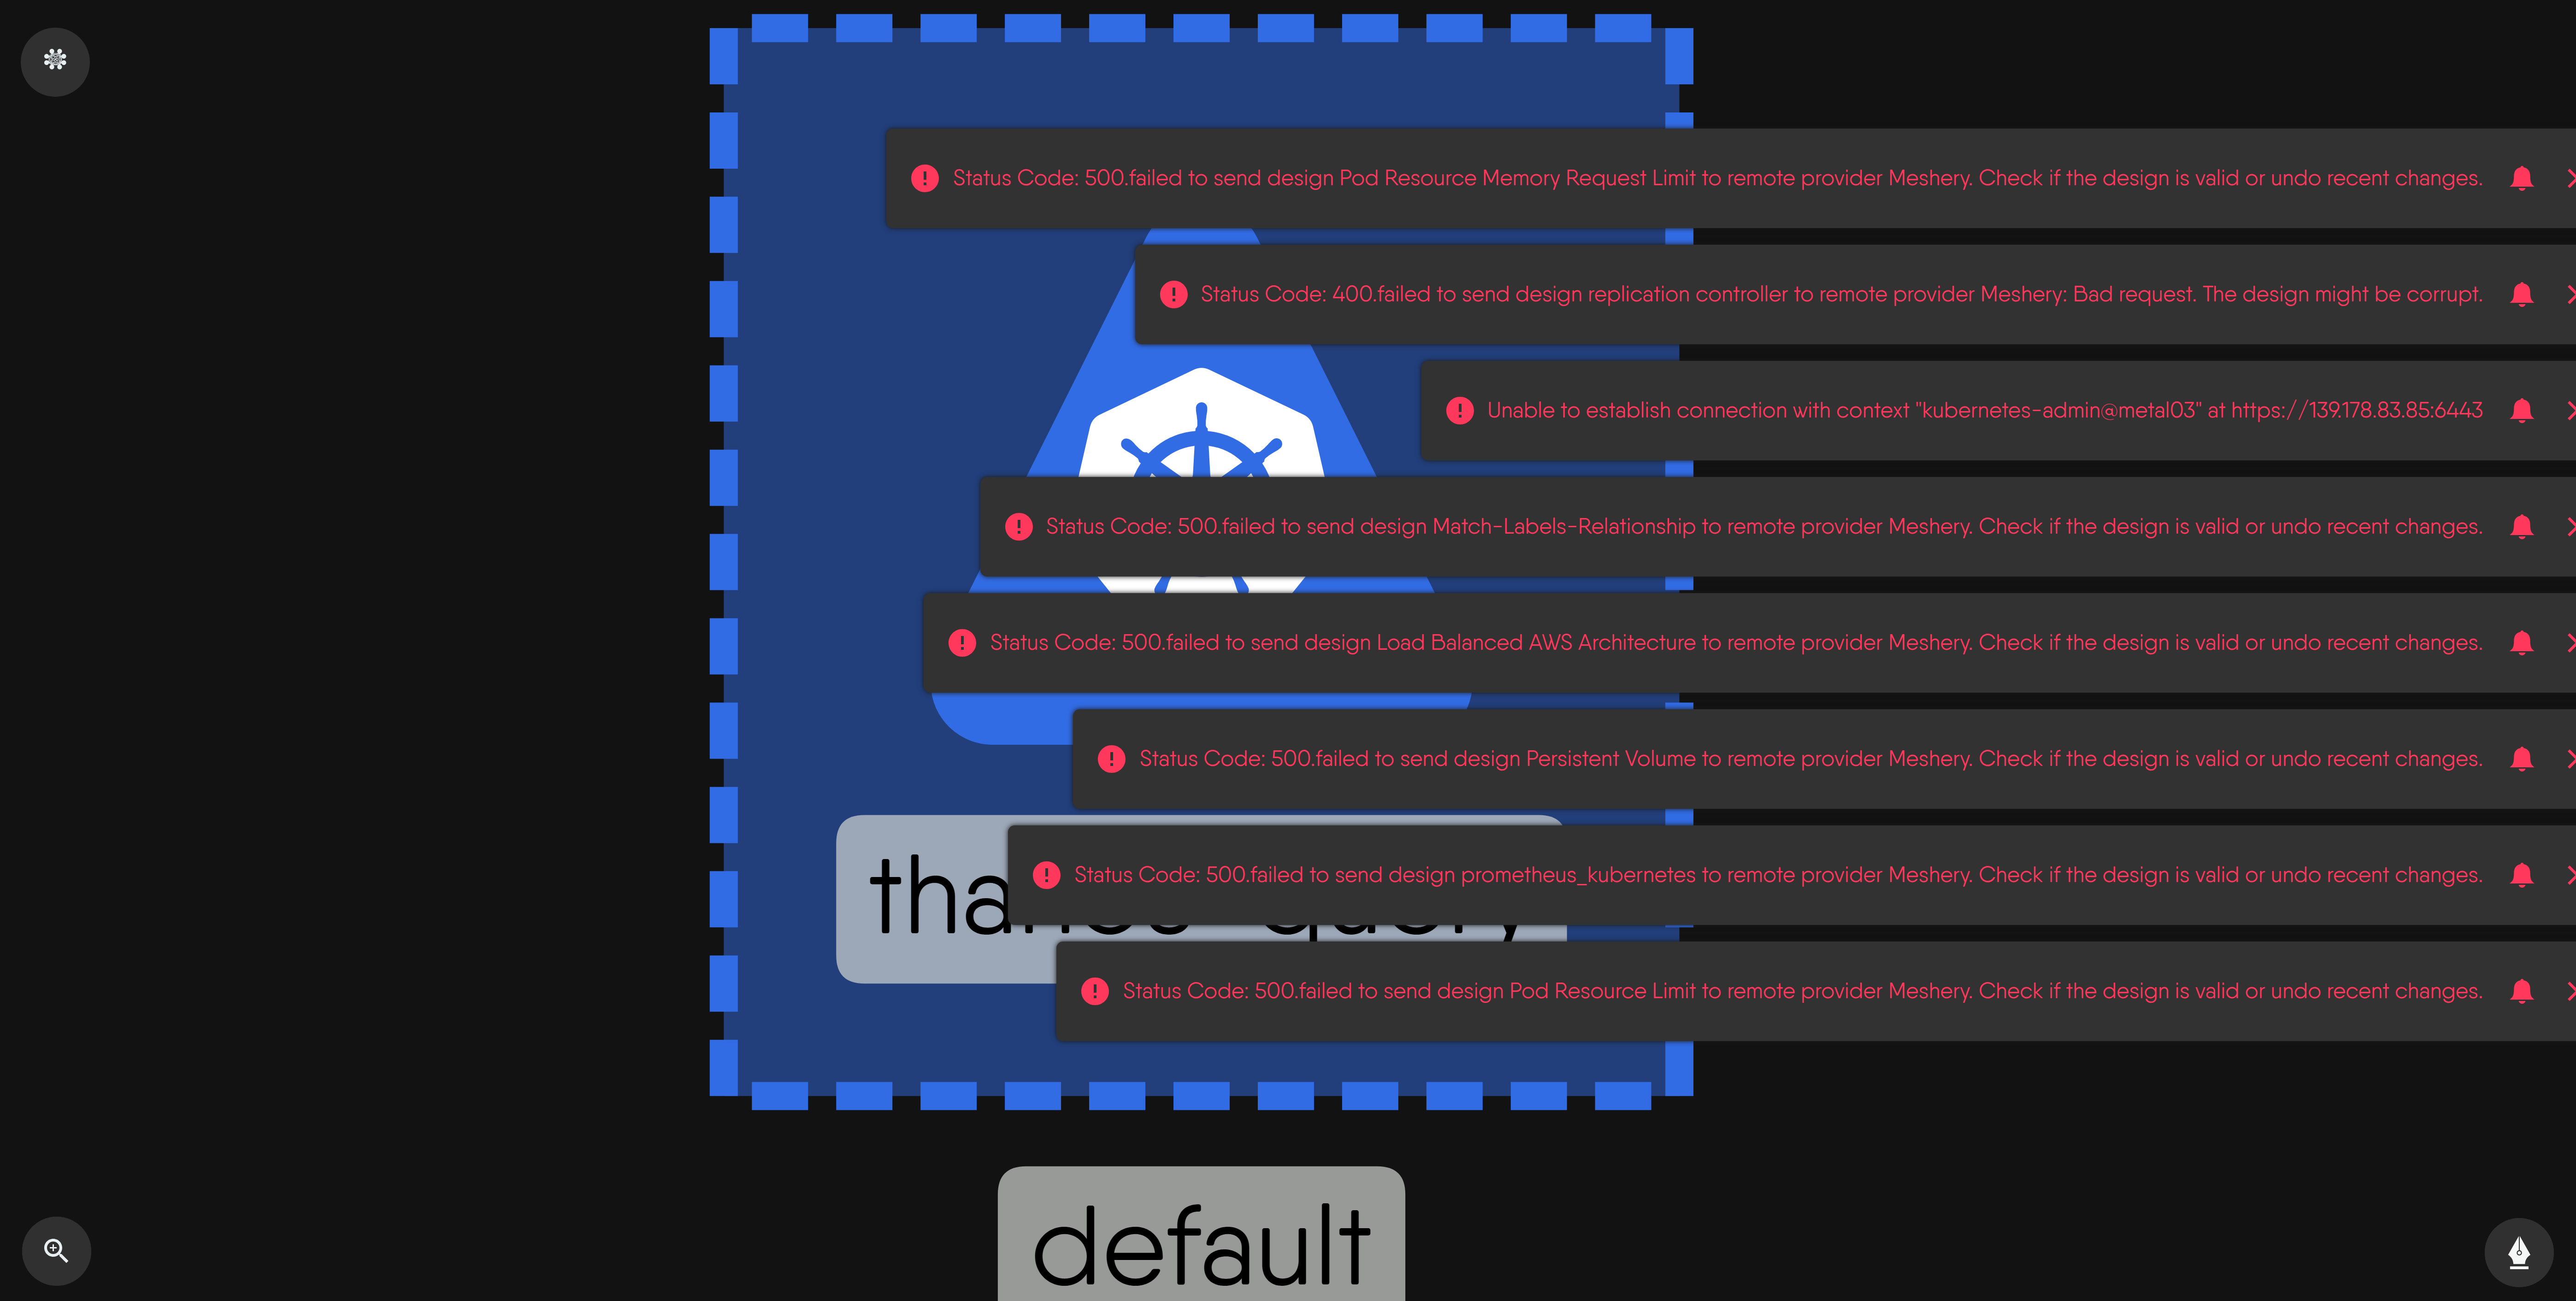 Status Code: 500.failed to send design Pod Resource Memory Request Limit to remote provider Meshery. Check if the design is valid or undo recent changes.
Status Code: 400.failed to send design replication controller to remote provider Meshery: Bad request. The design might be corrupt.
Unable to establish connection with context "kubernetes-admin@metal03" at https://139.178.83.85:6443
Status Code: 500.failed to send design Match-Labels-Relationship to remote provider Meshery. Check if the design is valid or undo recent changes.
Status Code: 500.failed to send design Load Balanced AWS Architecture to remote provider Meshery. Check if the design is valid or undo recent changes.
Status Code: 500.failed to send design Persistent Volume to remote provider Meshery. Check if the design is valid or undo recent changes.
Status Code: 500.failed to send design prometheus_kubernetes to remote provider Meshery. Check if the design is valid or undo recent changes.
Status Code: 500.failed to send design Pod Resource Limit to remote provider Meshery. Check if the design is valid or undo recent changes.
default